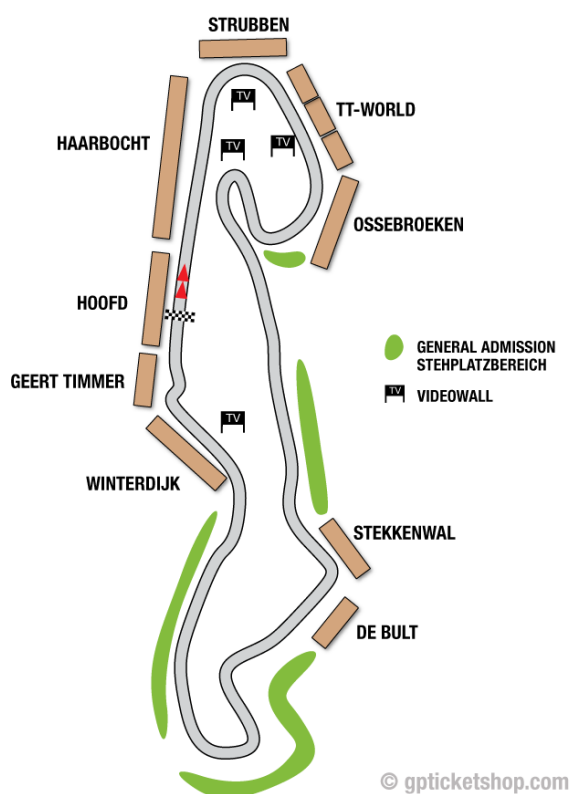 STRUBBEN
TV
TT-WORLD
HAARBOCHT
TV
TV
OSSEBROEKEN
HOOFD
GENERAL ADMISSION
STEHPLATZBEREICH
GEERT TIMMER
TV
VIDEOWALL
TV
WINTERDIJK
STEKKENWAL
DE BULT
© gpticketshop.com